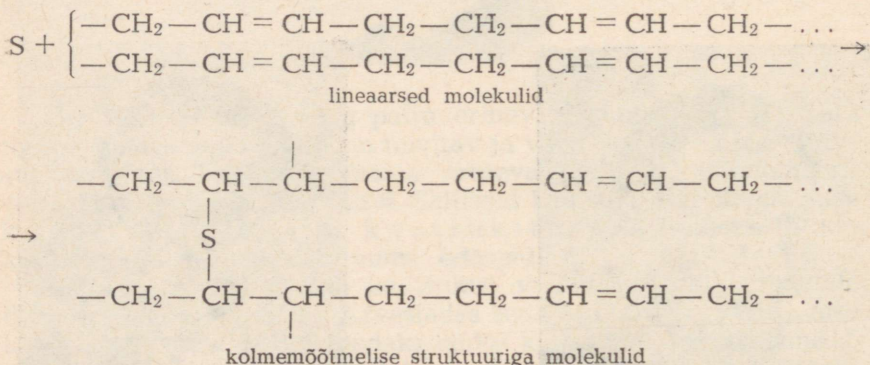 — CH₂ — CH = CH — CH₂ — CH₂ — CH = CH — CH₂ — ...
S + { →
— CH₂ — CH = CH — CH₂ — CH₂ — CH = CH — CH₂ — ...
lineaarsed molekulid
|
— CH₂ — CH — CH — CH₂ — CH₂ — CH = CH — CH₂ — ...
|
→ S
|
— CH₂ — CH — CH — CH₂ — CH₂ — CH = CH — CH₂ — ...
|
kolmemõõtmelise struktuuriga molekulid